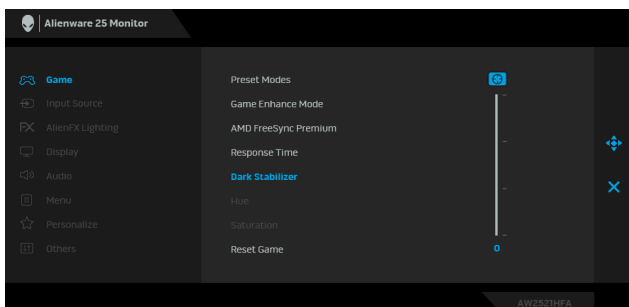 Alienware 25 Monitor
Game
Input Source
AlienFX Lighting
Display
Audio
Menu
Personalize
Others
Preset Modes
Game Enhance Mode
AMD FreeSync Premium
Response Time
Dark Stabilizer
Hue
Saturation
Reset Game
0
AW2521HFA